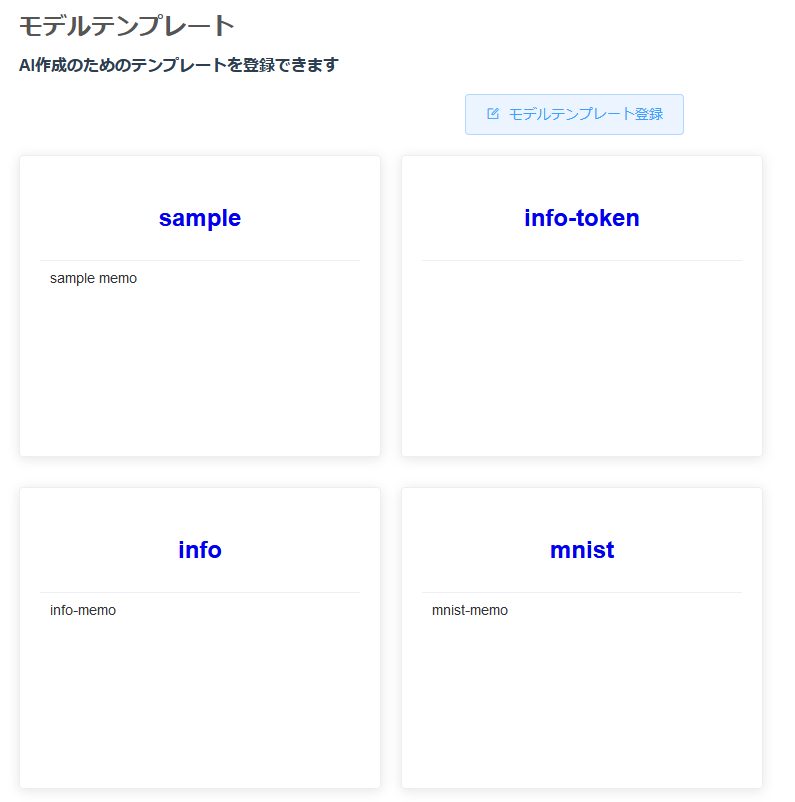 モデルテンプレート
AI作成のためのテンプレートを登録できます
モデルテンプレート登録
sample
sample memo
info-token
info
info-memo
mnist
mnist-memo